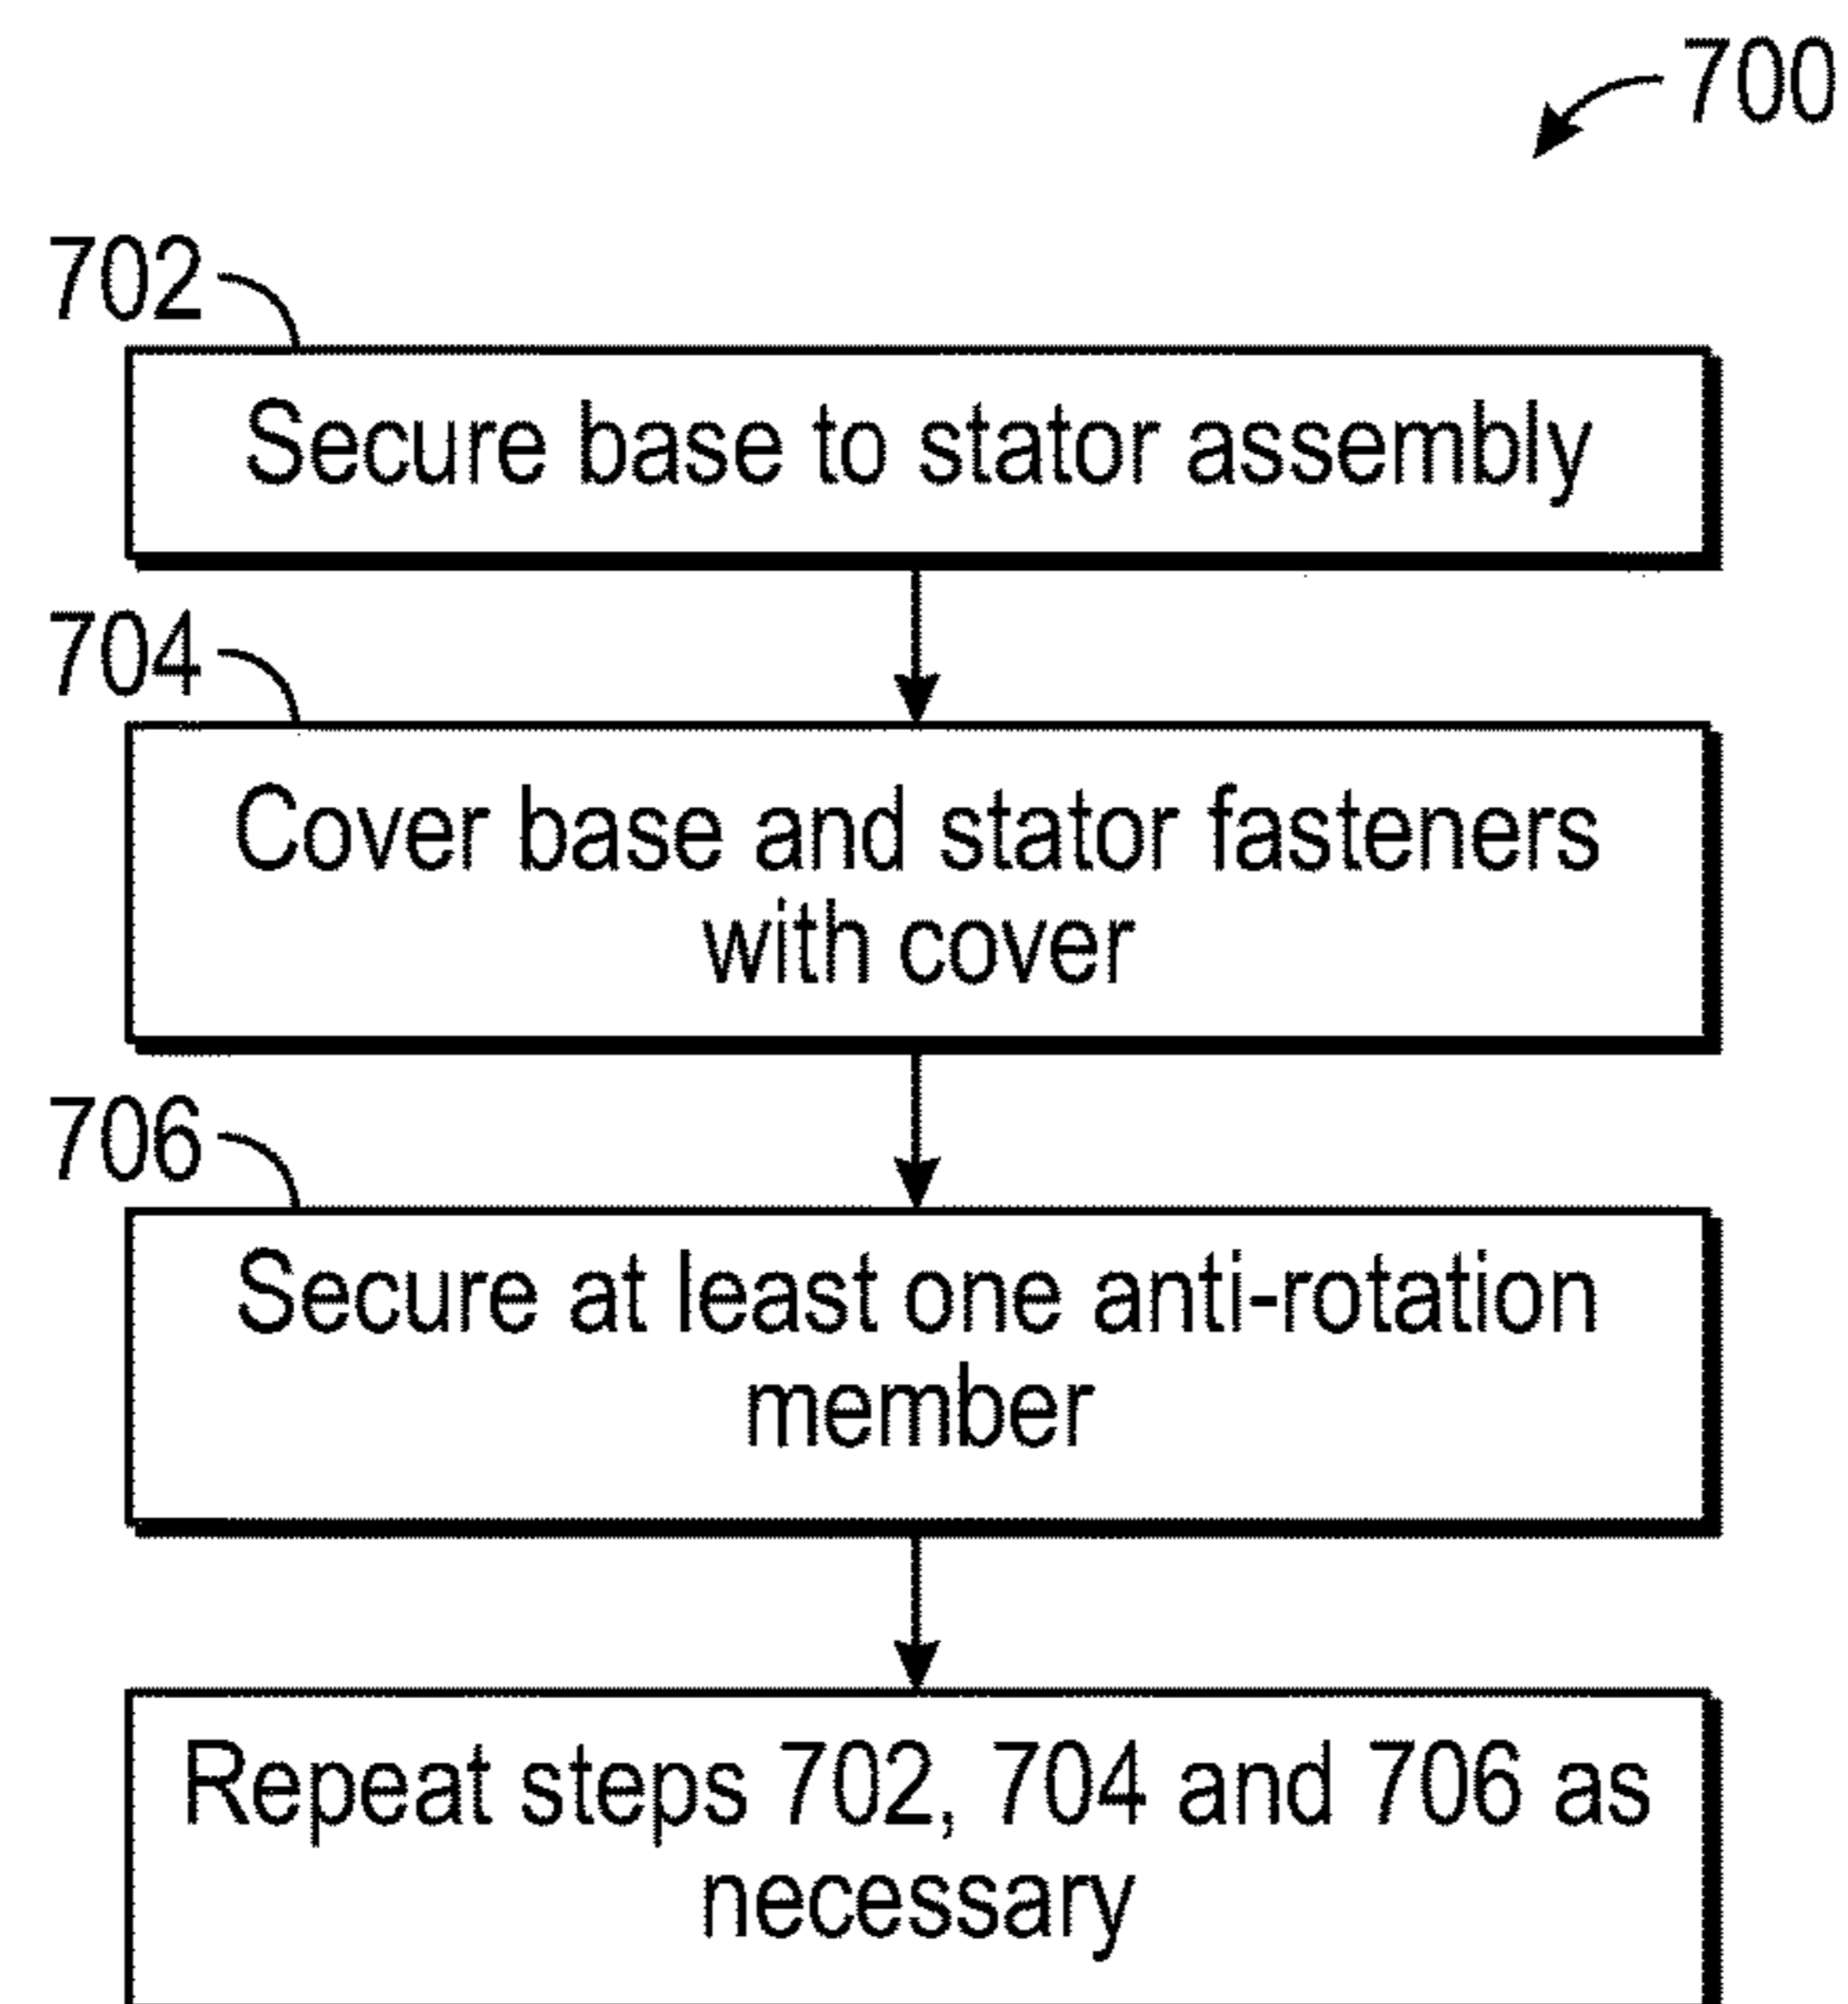 700
702
Secure base to stator assembly
704
Cover base and stator fasteners
with cover
706
Secure at least one anti-rotation
member
Repeat steps 702, 704 and 706 as
necessary